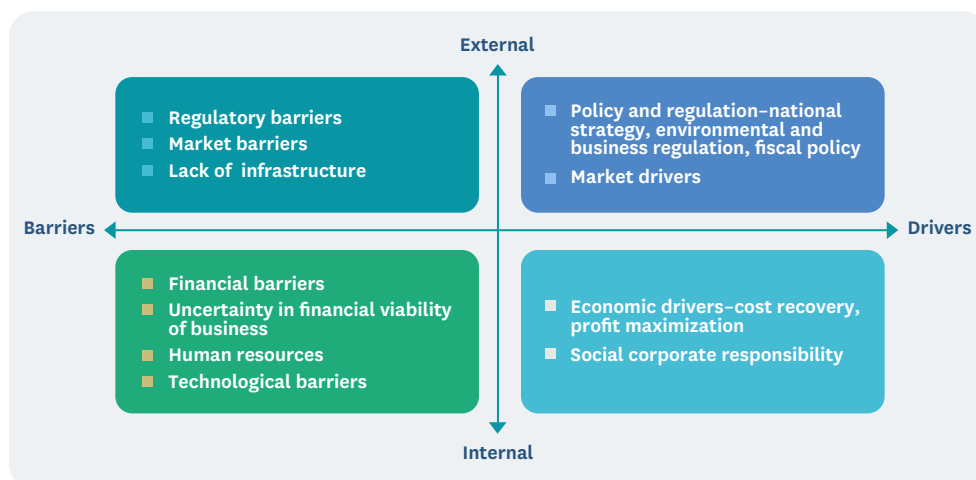 External
Regulatory barriers
Market barriers
Lack of infrastructure
Policy and regulation–national
strategy, environmental and
business regulation, fiscal policy
Market drivers
Barriers
Drivers
Financial barriers
Uncertainty in financial viability
of business
Human resources
Technological barriers
Economic drivers–cost recovery,
profit maximization
Social corporate responsibility
Internal